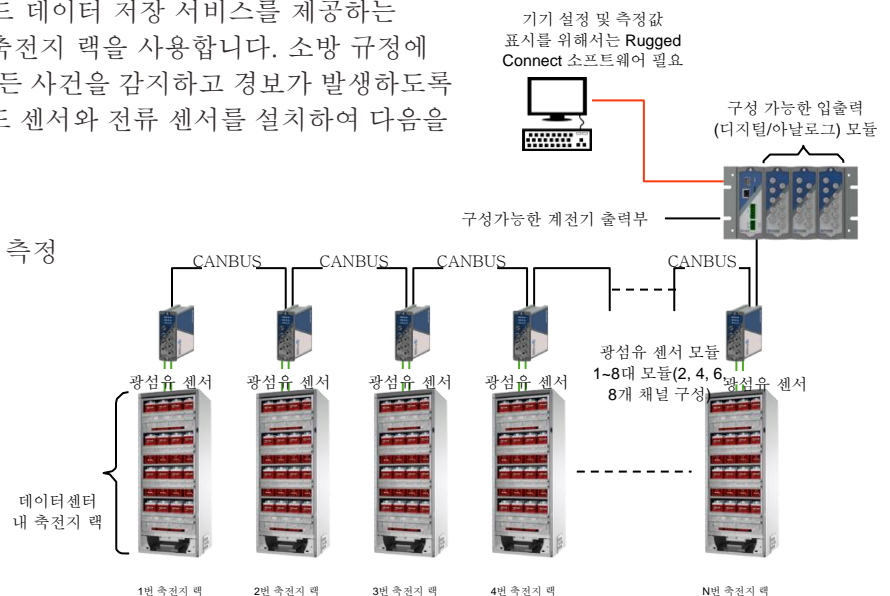 드 데이터 저장 서비스를 제공하는
축전지 랙을 사용합니다. 소방 규정에
든 사건을 감지하고 경보가 발생하도록
드 센서와 전류 센서를 설치하여 다음을
측정
기기 설정 및 측정값
표시를 위해서는 Rugged
Connect 소프트웨어 필요
구성 가능한 입출력
(디지털/아날로그) 모듈
구성가능한 계전기 출력부
CANBUS
CANBUS
CANBUS
CANBUS
광섬유 센서 모듈
1~8대 모듈(2, 4, 6,
8개 채널 구성)
광섬유 센서
광섬유 센서
광섬유 센서
광섬유 센서
광섬유 센서
데이터센터
내 축전지 랙
1번 축전지 랙
2번 축전지 랙
3번 축전지 랙
4번 축전지 랙
N번 축전지 랙